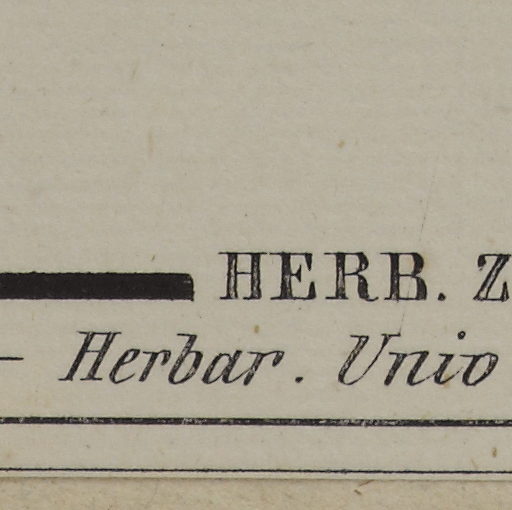 HERB. Z
– Herbar. Unio